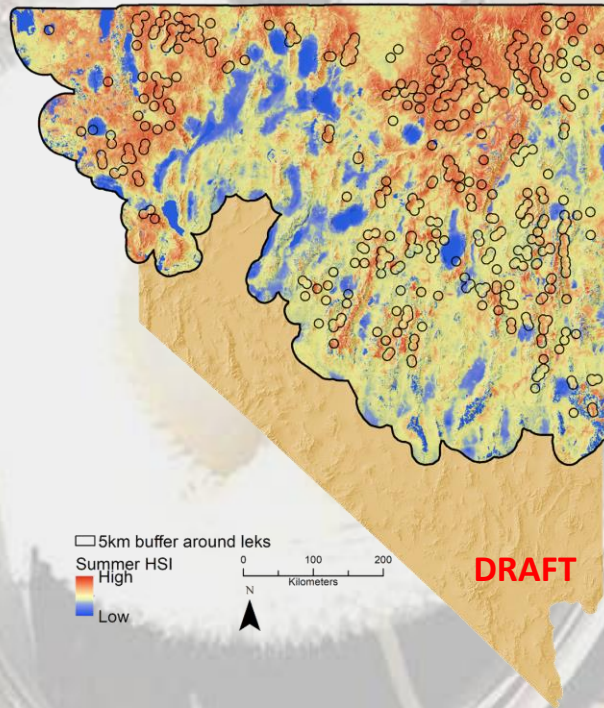 5km buffer around leks
Summer HSI
High
Low
0 100 200
Kilometers
N
DRAFT